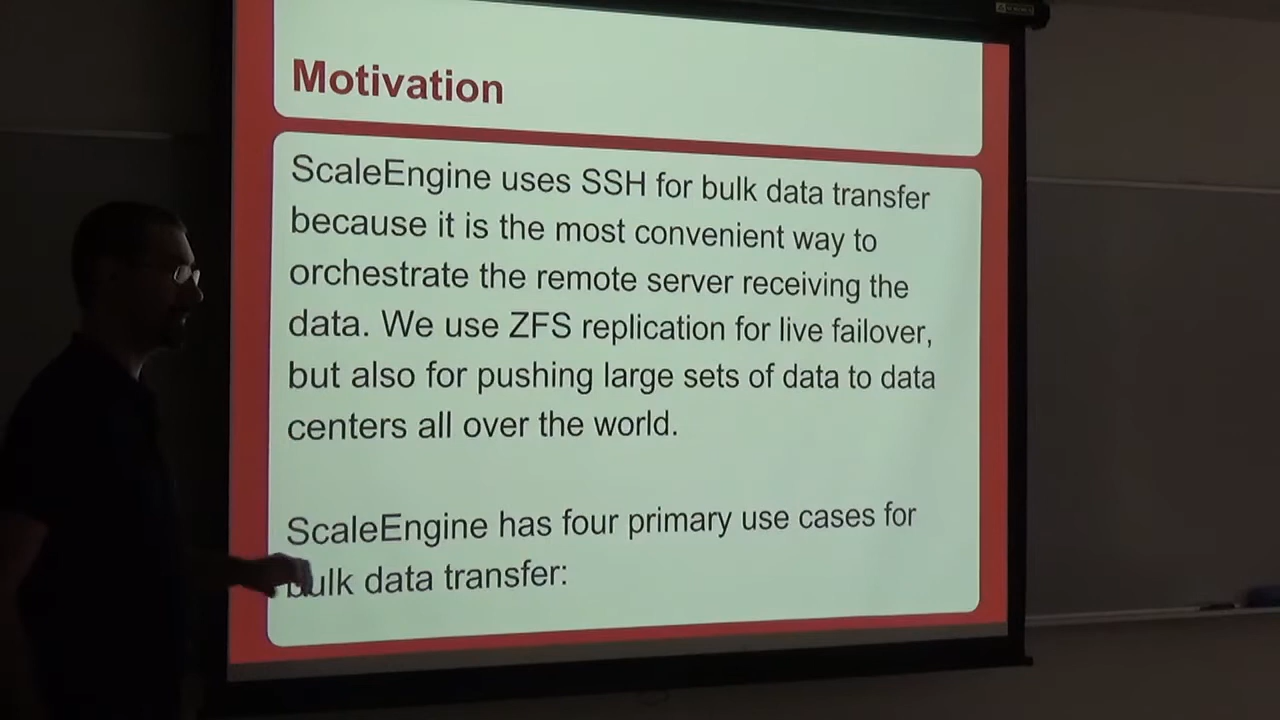 Motivation
ScaleEngine uses SSH for bulk data transfer
because it is the most convenient way to
orchestrate the remote server receiving the
data. We use ZFS replication for live failover,
but also for pushing large sets of data to data
centers all over the world.
ScaleEngine has four primary use cases for
bulk data transfer: